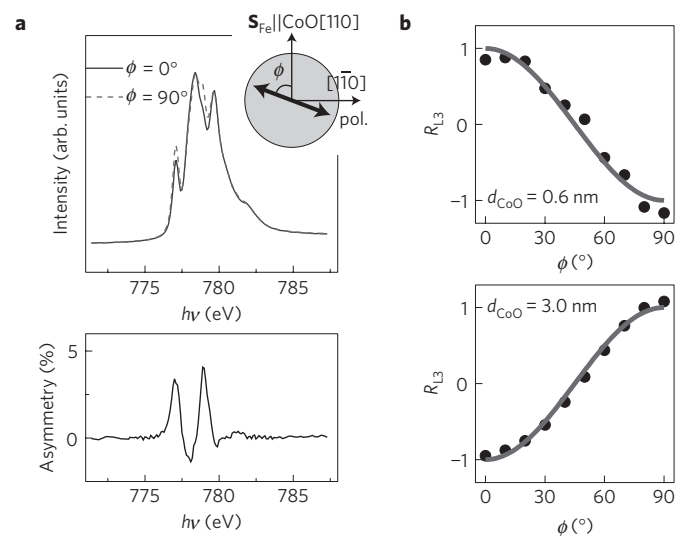 a
S_Fe||CoO[110]
ϕ = 0°
ϕ = 90°
ϕ
[11̅0]
pol.
Intensity (arb. units)
775 780 785
hν (eV)
5
0
Asymmetry (%)
775 780 785
hν (eV)
b
1
0
−1
R_L3
d_CoO = 0.6 nm
0 30 60 90
ϕ (°)
1
0
−1
R_L3
d_CoO = 3.0 nm
0 30 60 90
ϕ (°)